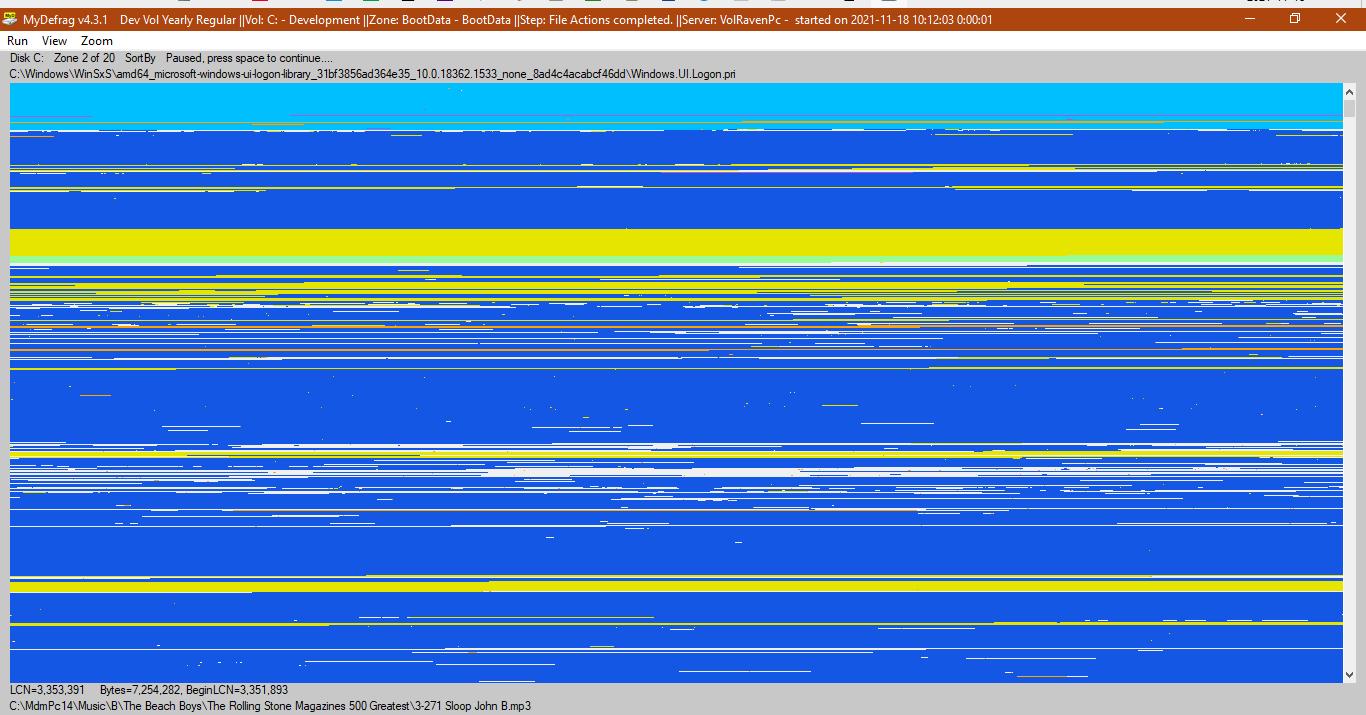 MyDefrag v4.3.1 Dev Vol Yearly Regular ||Vol: C: - Development ||Zone: BootData - BootData ||Step: File Actions completed. ||Server: VolRavenPc - started on 2021-11-18 10:12:03 0:00:01
Run View Zoom
Disk C: Zone 2 of 20 SortBy Paused, press space to continue....
C:\Windows\WinSxS\amd64_microsoft-windows-ui-logon-library_31bf3856ad364e35_10.0.18362.1533_none_8ad4c4acabcf46dd\Windows.UI.Logon.pri
LCN=3,353,391 Bytes=7,254,282, BeginLCN=3,351,893
C:\MdmPc14\Music\B\The Beach Boys\The Rolling Stone Magazines 500 Greatest\3-271 Sloop John B.mp3